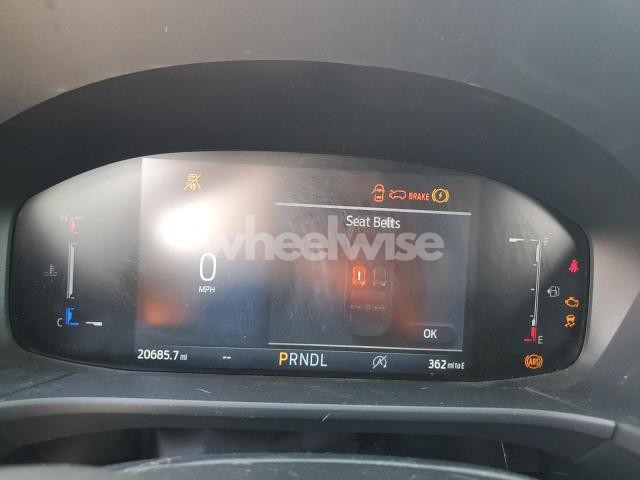 BRAKE
H
Seat Belts
F
wheelwise
0
MPH
C
OK
E
20685.7 mi
--
PRNDL
362 mi to E
ABS